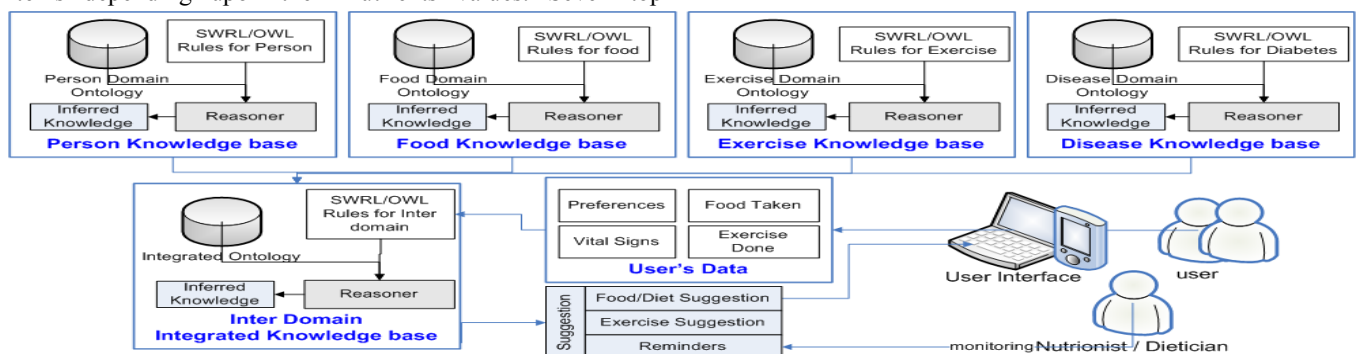 SWRL/OWL
Rules for Person
Person Domain
Ontology
Inferred
Knowledge
Reasoner
Person Knowledge base
SWRL/OWL
Rules for food
Food Domain
Ontology
Inferred
Knowledge
Reasoner
Food Knowledge base
SWRL/OWL
Rules for Exercise
Exercise Domain
Ontology
Inferred
Knowledge
Reasoner
Exercise Knowledge base
SWRL/OWL
Rules for Diabetes
Disease Domain
Ontology
Inferred
Knowledge
Reasoner
Disease Knowledge base
SWRL/OWL
Rules for Inter
domain
Integrated Ontology
Inferred
Knowledge
Reasoner
Inter Domain
Integrated Knowledge base
Preferences
Food Taken
Vital Signs
Exercise
Done
User's Data
Suggestion
Food/Diet Suggestion
Exercise Suggestion
Reminders
User Interface
user
monitoring
Nutrionist / Dietician